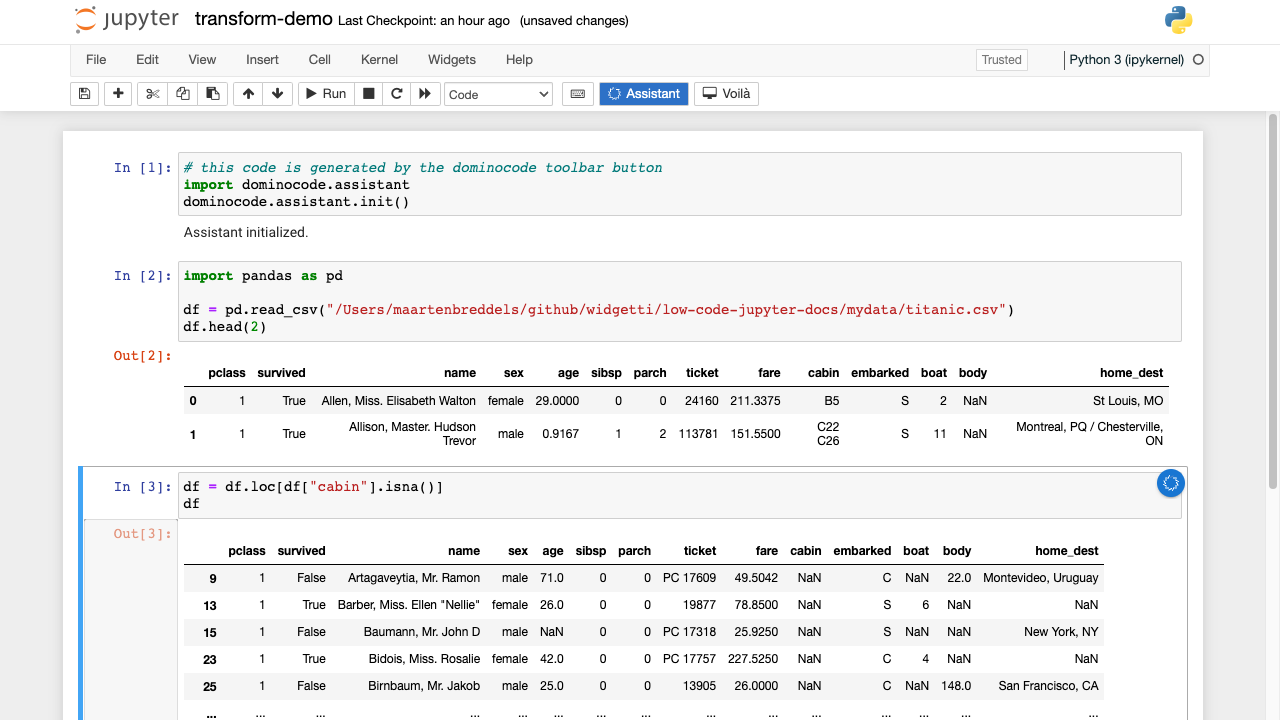 jupyter transform-demo Last Checkpoint: an hour ago (unsaved changes)
File Edit View Insert Cell Kernel Widgets Help Trusted Python 3 (ipykernel)
Run Code Assistant Voilà
In [1]: # this code is generated by the dominocode toolbar button
import dominocode.assistant
dominocode.assistant.init()
Assistant initialized.
In [2]: import pandas as pd
df = pd.read_csv("/Users/maartenbreddels/github/widgetti/low-code-jupyter-docs/mydata/titanic.csv")
df.head(2)
Out[2]:
pclass survived name sex age sibsp parch ticket fare cabin embarked boat body home_dest
0 1 True Allen, Miss. Elisabeth Walton female 29.0000 0 0 24160 211.3375 B5 S 2 NaN St Louis, MO
1 1 True Allison, Master. Hudson Trevor male 0.9167 1 2 113781 151.5500 C22 C26 S 11 NaN Montreal, PQ / Chesterville, ON
In [3]: df = df.loc[df["cabin"].isna()]
df
Out[3]:
pclass survived name sex age sibsp parch ticket fare cabin embarked boat body home_dest
9 1 False Artagaveytia, Mr. Ramon male 71.0 0 0 PC 17609 49.5042 NaN C NaN 22.0 Montevideo, Uruguay
13 1 True Barber, Miss. Ellen "Nellie" female 26.0 0 0 19877 78.8500 NaN S 6 NaN NaN
15 1 False Baumann, Mr. John D male NaN 0 0 PC 17318 25.9250 NaN S NaN NaN New York, NY
23 1 True Bidois, Miss. Rosalie female 42.0 0 0 PC 17757 227.5250 NaN C 4 NaN NaN
25 1 False Birnbaum, Mr. Jakob male 25.0 0 0 13905 26.0000 NaN C NaN 148.0 San Francisco, CA
... ... ... ... ... ... ... ... ... ... ... ... ... ... ...